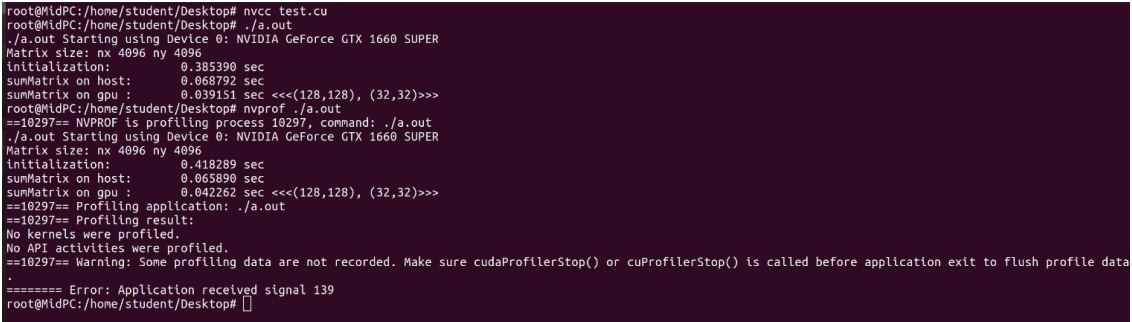 root@MidPC:/home/student/Desktop# nvcc test.cu
root@MidPC:/home/student/Desktop# ./a.out
./a.out Starting using Device 0: NVIDIA GeForce GTX 1660 SUPER
Matrix size: nx 4096 ny 4096
initialization:          0.385390 sec
sumMatrix on host:       0.068792 sec
sumMatrix on gpu :       0.039151 sec <<<(128,128), (32,32)>>>
root@MidPC:/home/student/Desktop# nvprof ./a.out
==10297== NVPROF is profiling process 10297, command: ./a.out
./a.out Starting using Device 0: NVIDIA GeForce GTX 1660 SUPER
Matrix size: nx 4096 ny 4096
initialization:          0.418289 sec
sumMatrix on host:       0.065890 sec
sumMatrix on gpu :       0.042262 sec <<<(128,128), (32,32)>>>
==10297== Profiling application: ./a.out
==10297== Profiling result:
No kernels were profiled.
No API activities were profiled.
==10297== Warning: Some profiling data are not recorded. Make sure cudaProfilerStop() or cuProfilerStop() is called before application exit to flush profile data
.
======== Error: Application received signal 139
root@MidPC:/home/student/Desktop#